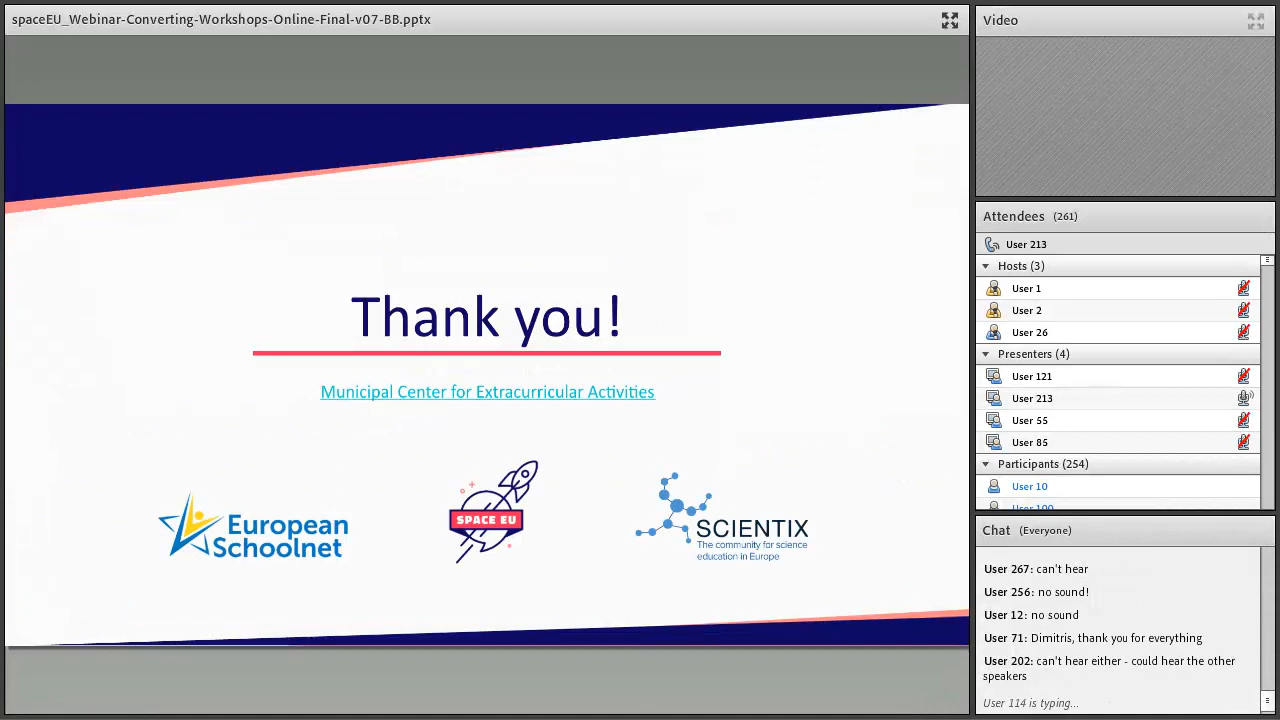 spaceEU_Webinar-Converting-Workshops-Online-Final-v07-BB.pptx
Thank you!
Municipal Center for Extracurricular Activities
European
Schoolnet
SPACE EU
SCIENTIX
The community for science
education in Europe
Video
Attendees (261)
User 213
Hosts (3)
User 1
User 2
User 26
Presenters (4)
User 121
User 213
User 55
User 85
Participants (254)
User 10
User 100
Chat (Everyone)
User 267: can't hear
User 256: no sound!
User 12: no sound
User 71: Dimitris, thank you for everything
User 202: can't hear either - could hear the other
speakers
User 114 is typing...